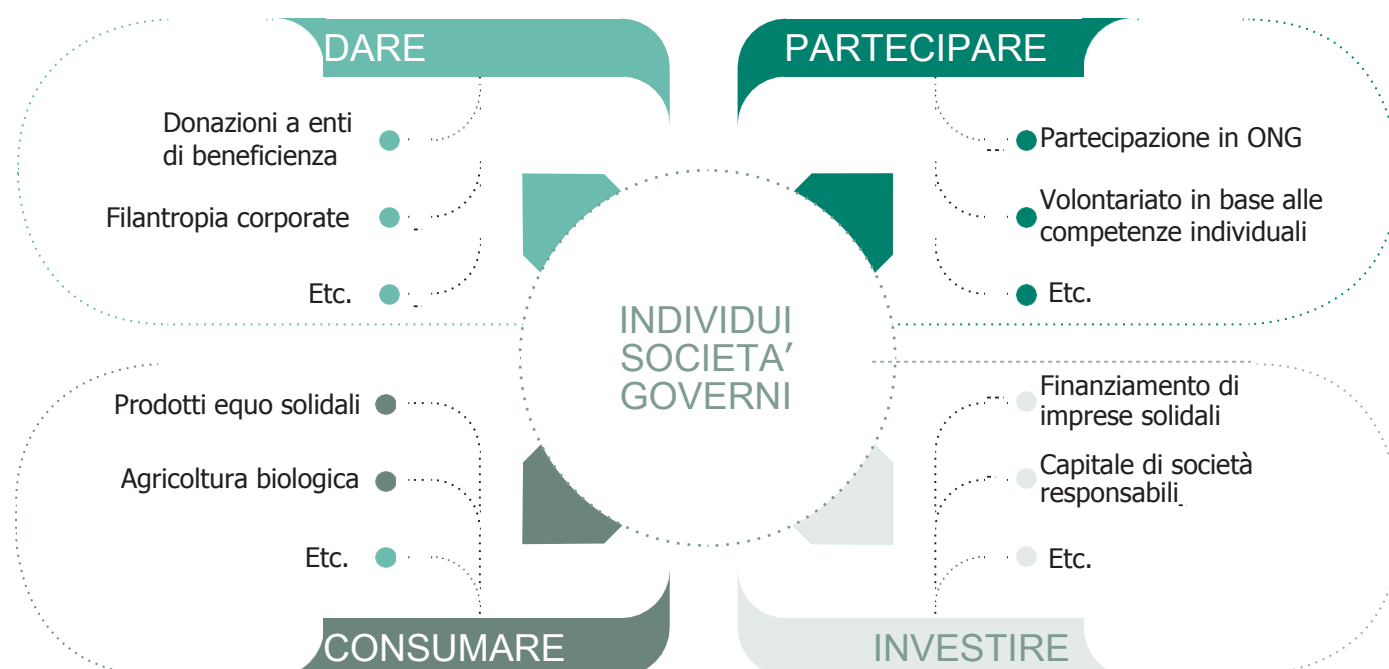 DARE
Donazioni a enti
di beneficienza
Filantropia corporate
Etc.
PARTECIPARE
Partecipazione in ONG
Volontariato in base alle
competenze individuali
Etc.
INDIVIDUI
SOCIETA’
GOVERNI
Prodotti equo solidali
Agricoltura biologica
Etc.
CONSUMARE
Finanziamento di
imprese solidali
Capitale di società
responsabili
Etc.
INVESTIRE